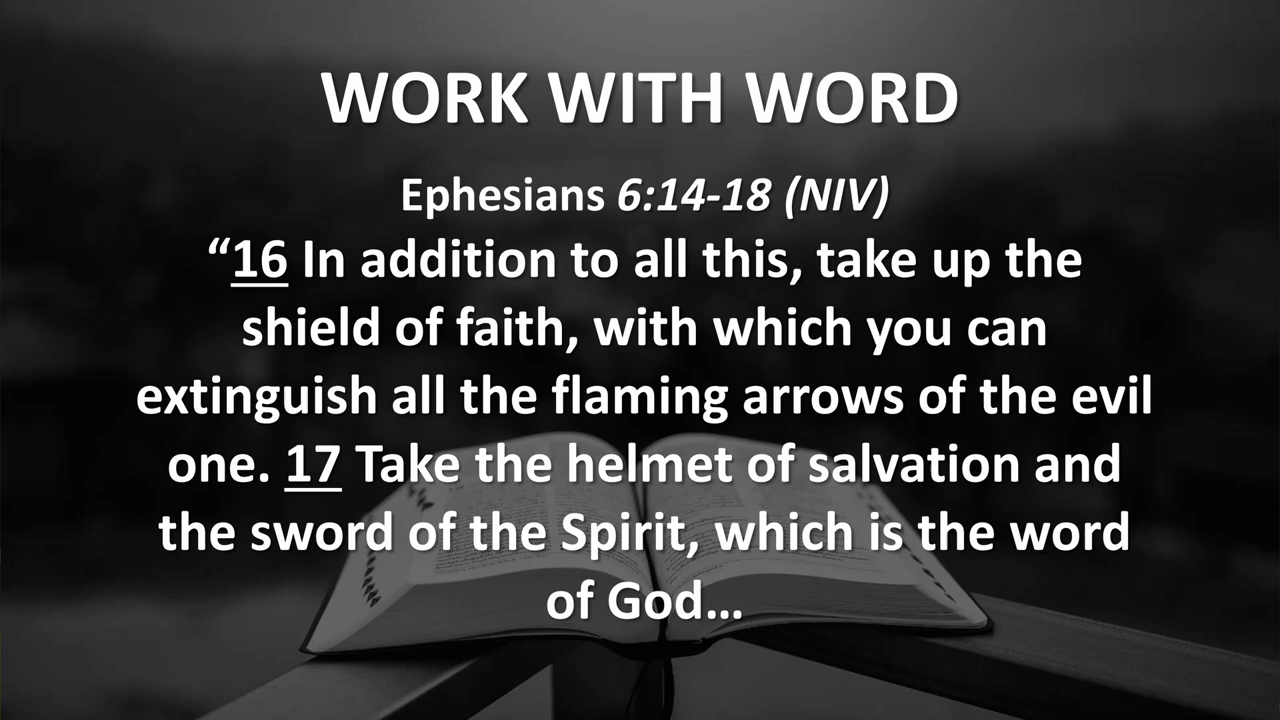 WORK WITH WORD
Ephesians 6:14-18 (NIV)
“16 In addition to all this, take up the
shield of faith, with which you can
extinguish all the flaming arrows of the evil
one. 17 Take the helmet of salvation and
the sword of the Spirit, which is the word
of God…